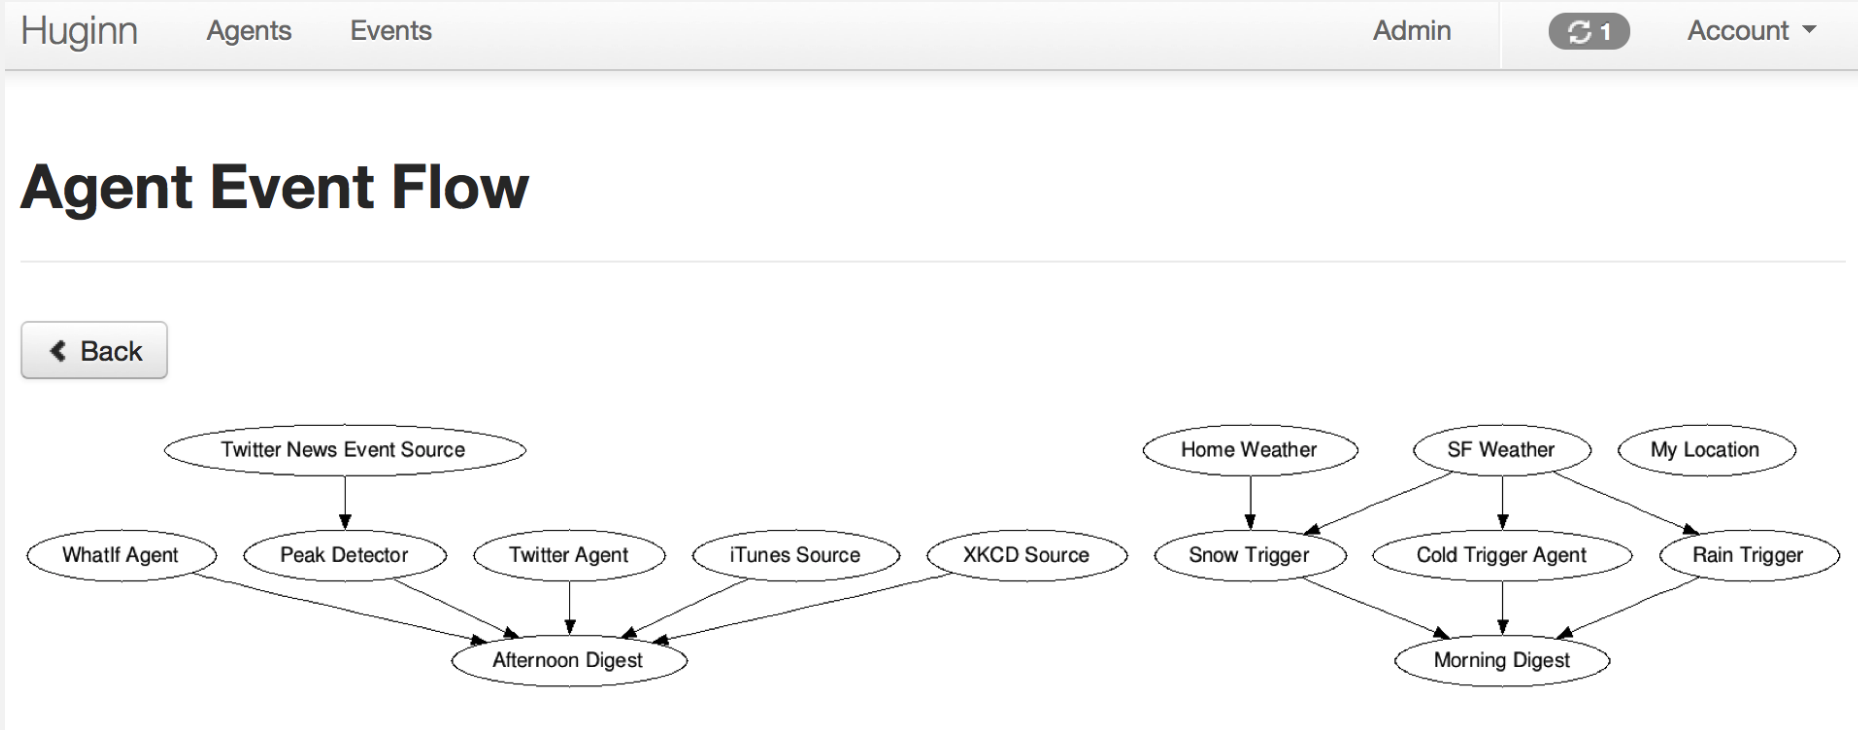 Huginn Agents Events Admin 1 Account
Agent Event Flow
Back
Twitter News Event Source Home Weather SF Weather My Location
WhatIf Agent Peak Detector Twitter Agent iTunes Source XKCD Source Snow Trigger Cold Trigger Agent Rain Trigger
Afternoon Digest Morning Digest